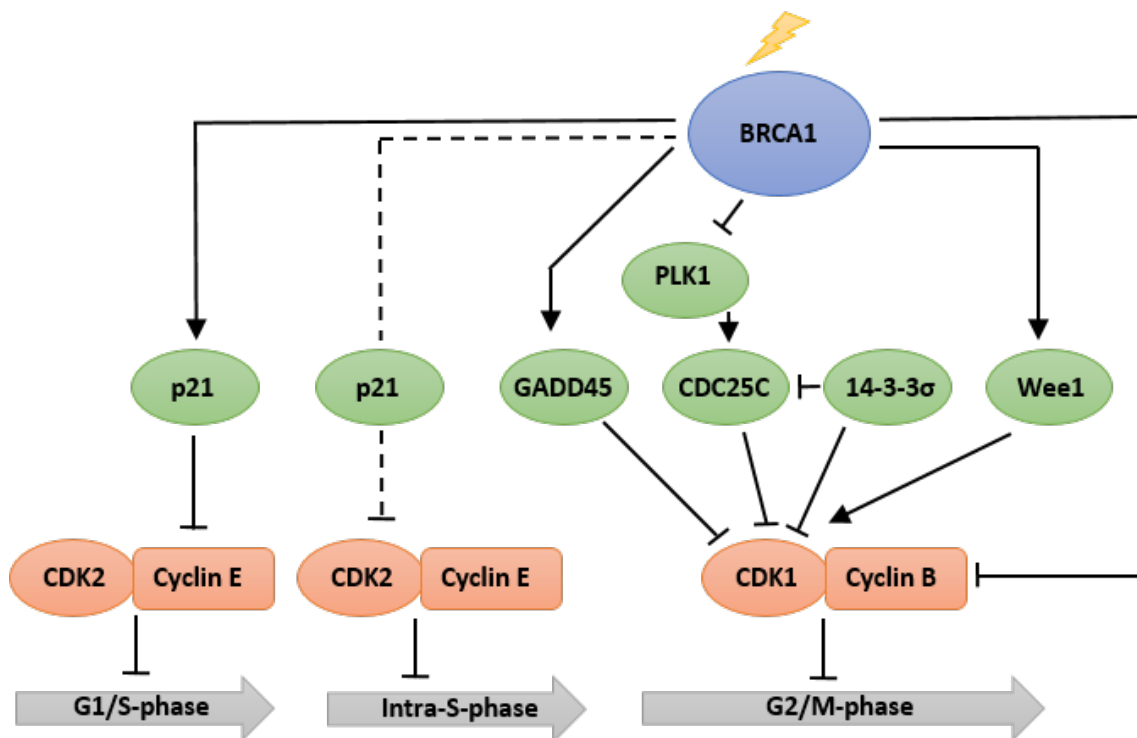 BRCA1
PLK1
p21
p21
GADD45
CDC25C
14-3-3σ
Wee1
CDK2
Cyclin E
CDK2
Cyclin E
CDK1
Cyclin B
G1/S-phase
Intra-S-phase
G2/M-phase